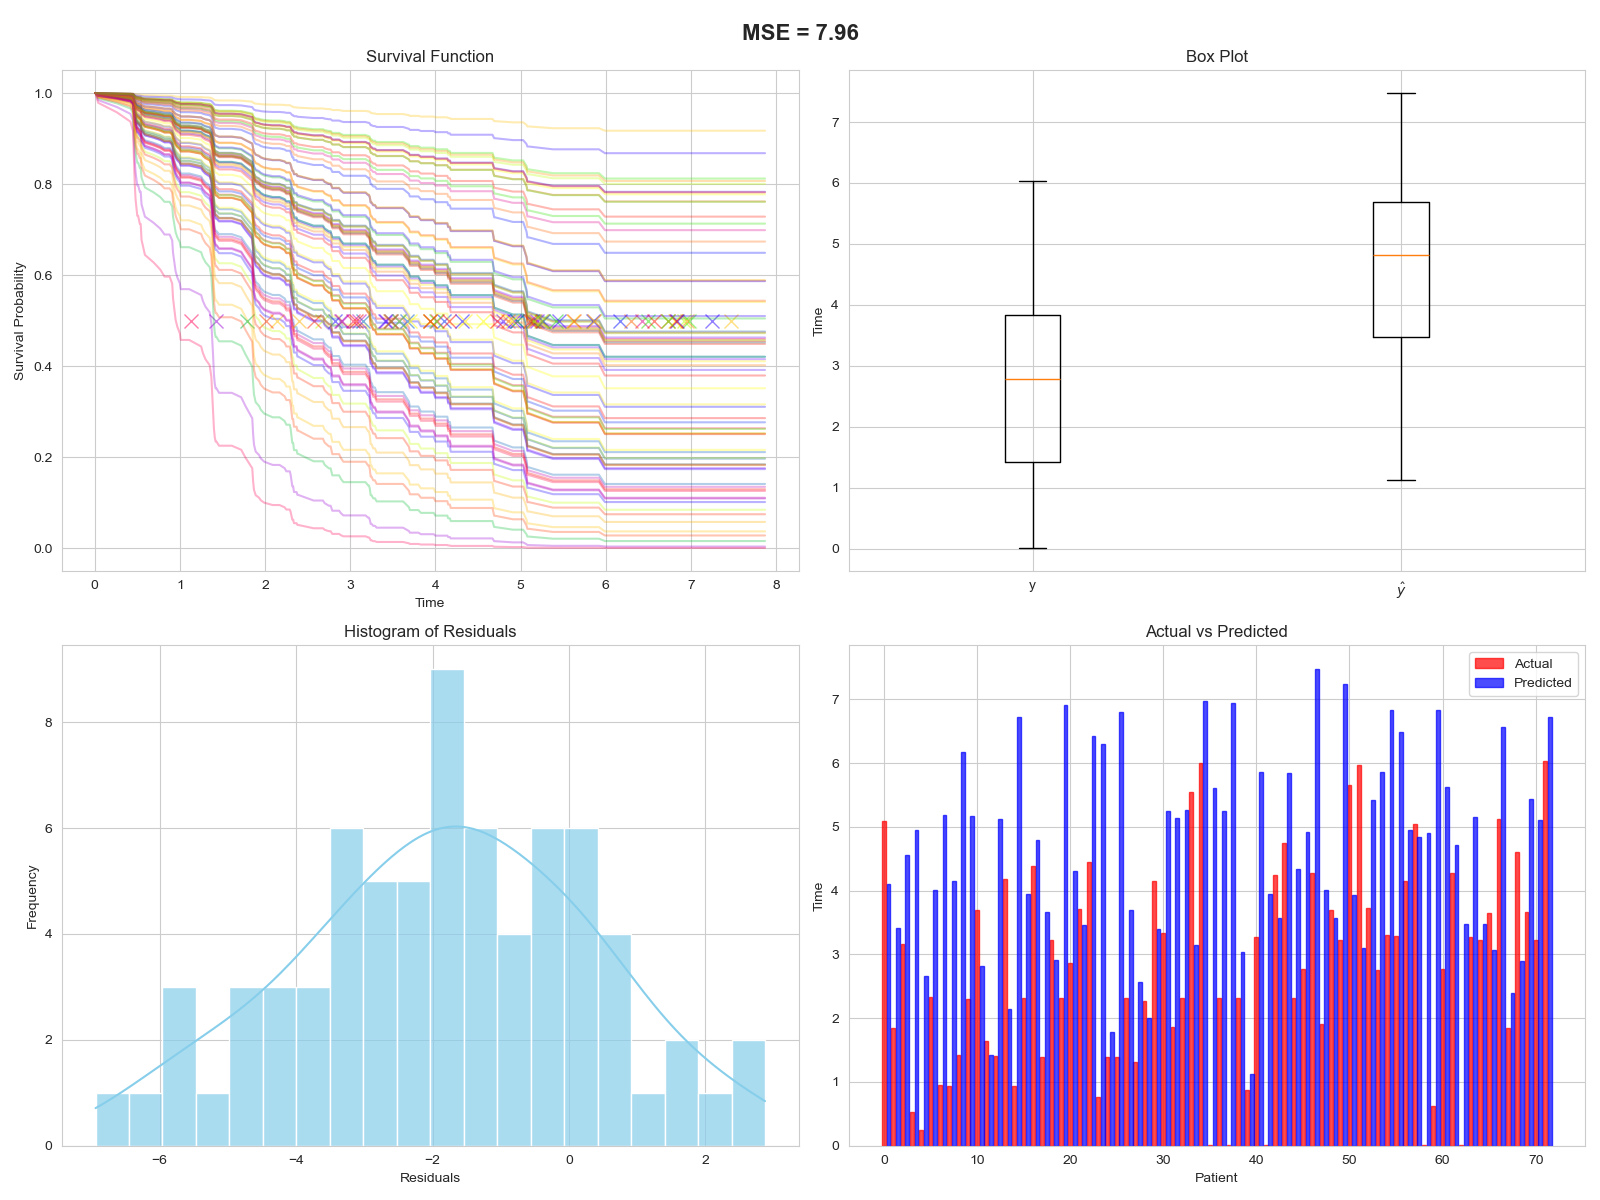 MSE = 7.96
Survival Function
Survival Probability
1.0
0.8
0.6
0.4
0.2
0.0
0 1 2 3 4 5 6 7 8
Time
Box Plot
Time
7
6
5
4
3
2
1
0
y ŷ
Histogram of Residuals
Frequency
8
6
4
2
0
−6 −4 −2 0 2
Residuals
Actual vs Predicted
Actual
Predicted
Time
7
6
5
4
3
2
1
0
0 10 20 30 40 50 60 70
Patient